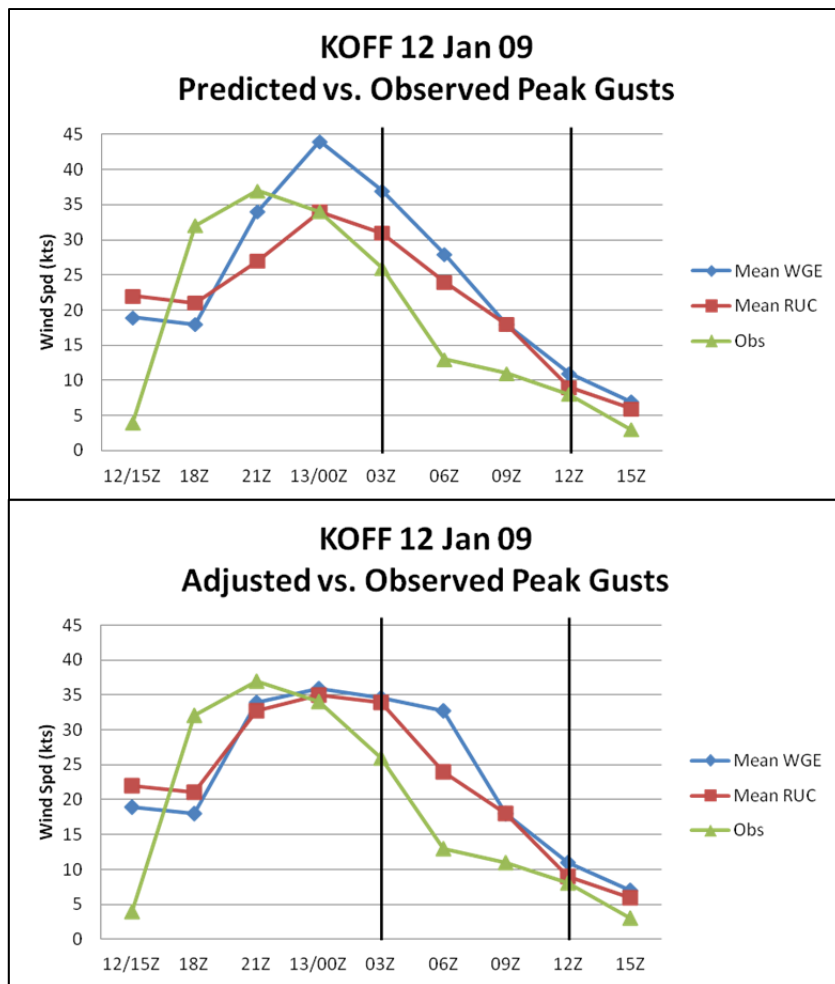 KOFF 12 Jan 09
Predicted vs. Observed Peak Gusts
Wind Spd (kts)
45
40
35
30
25
20
15
10
5
0
12/15Z 18Z 21Z 13/00Z 03Z 06Z 09Z 12Z 15Z
Mean WGE
Mean RUC
Obs
KOFF 12 Jan 09
Adjusted vs. Observed Peak Gusts
Wind Spd (kts)
45
40
35
30
25
20
15
10
5
0
12/15Z 18Z 21Z 13/00Z 03Z 06Z 09Z 12Z 15Z
Mean WGE
Mean RUC
Obs